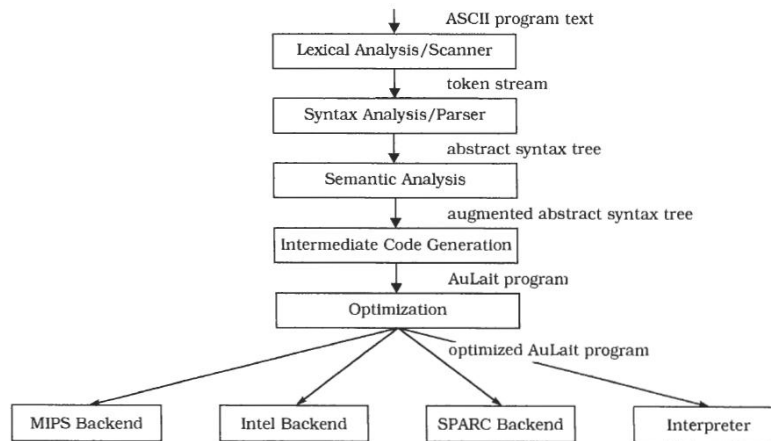 ASCII program text
Lexical Analysis/Scanner
token stream
Syntax Analysis/Parser
abstract syntax tree
Semantic Analysis
augmented abstract syntax tree
Intermediate Code Generation
AuLait program
Optimization
optimized AuLait program
MIPS Backend
Intel Backend
SPARC Backend
Interpreter